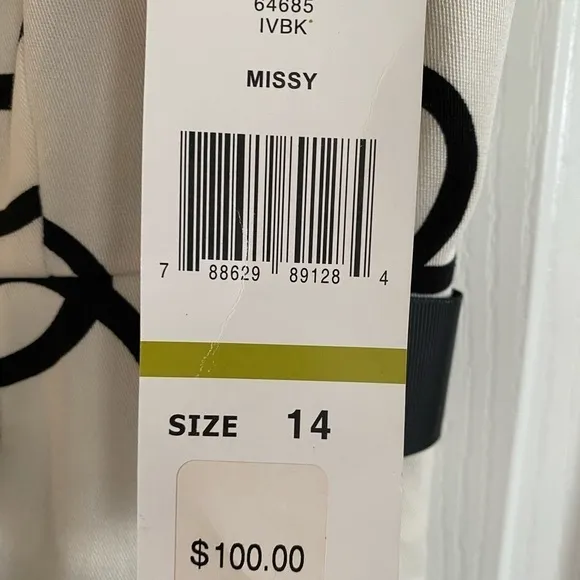 64685
IVBK*
MISSY
7 88629 89128 4
SIZE 14
$100.00